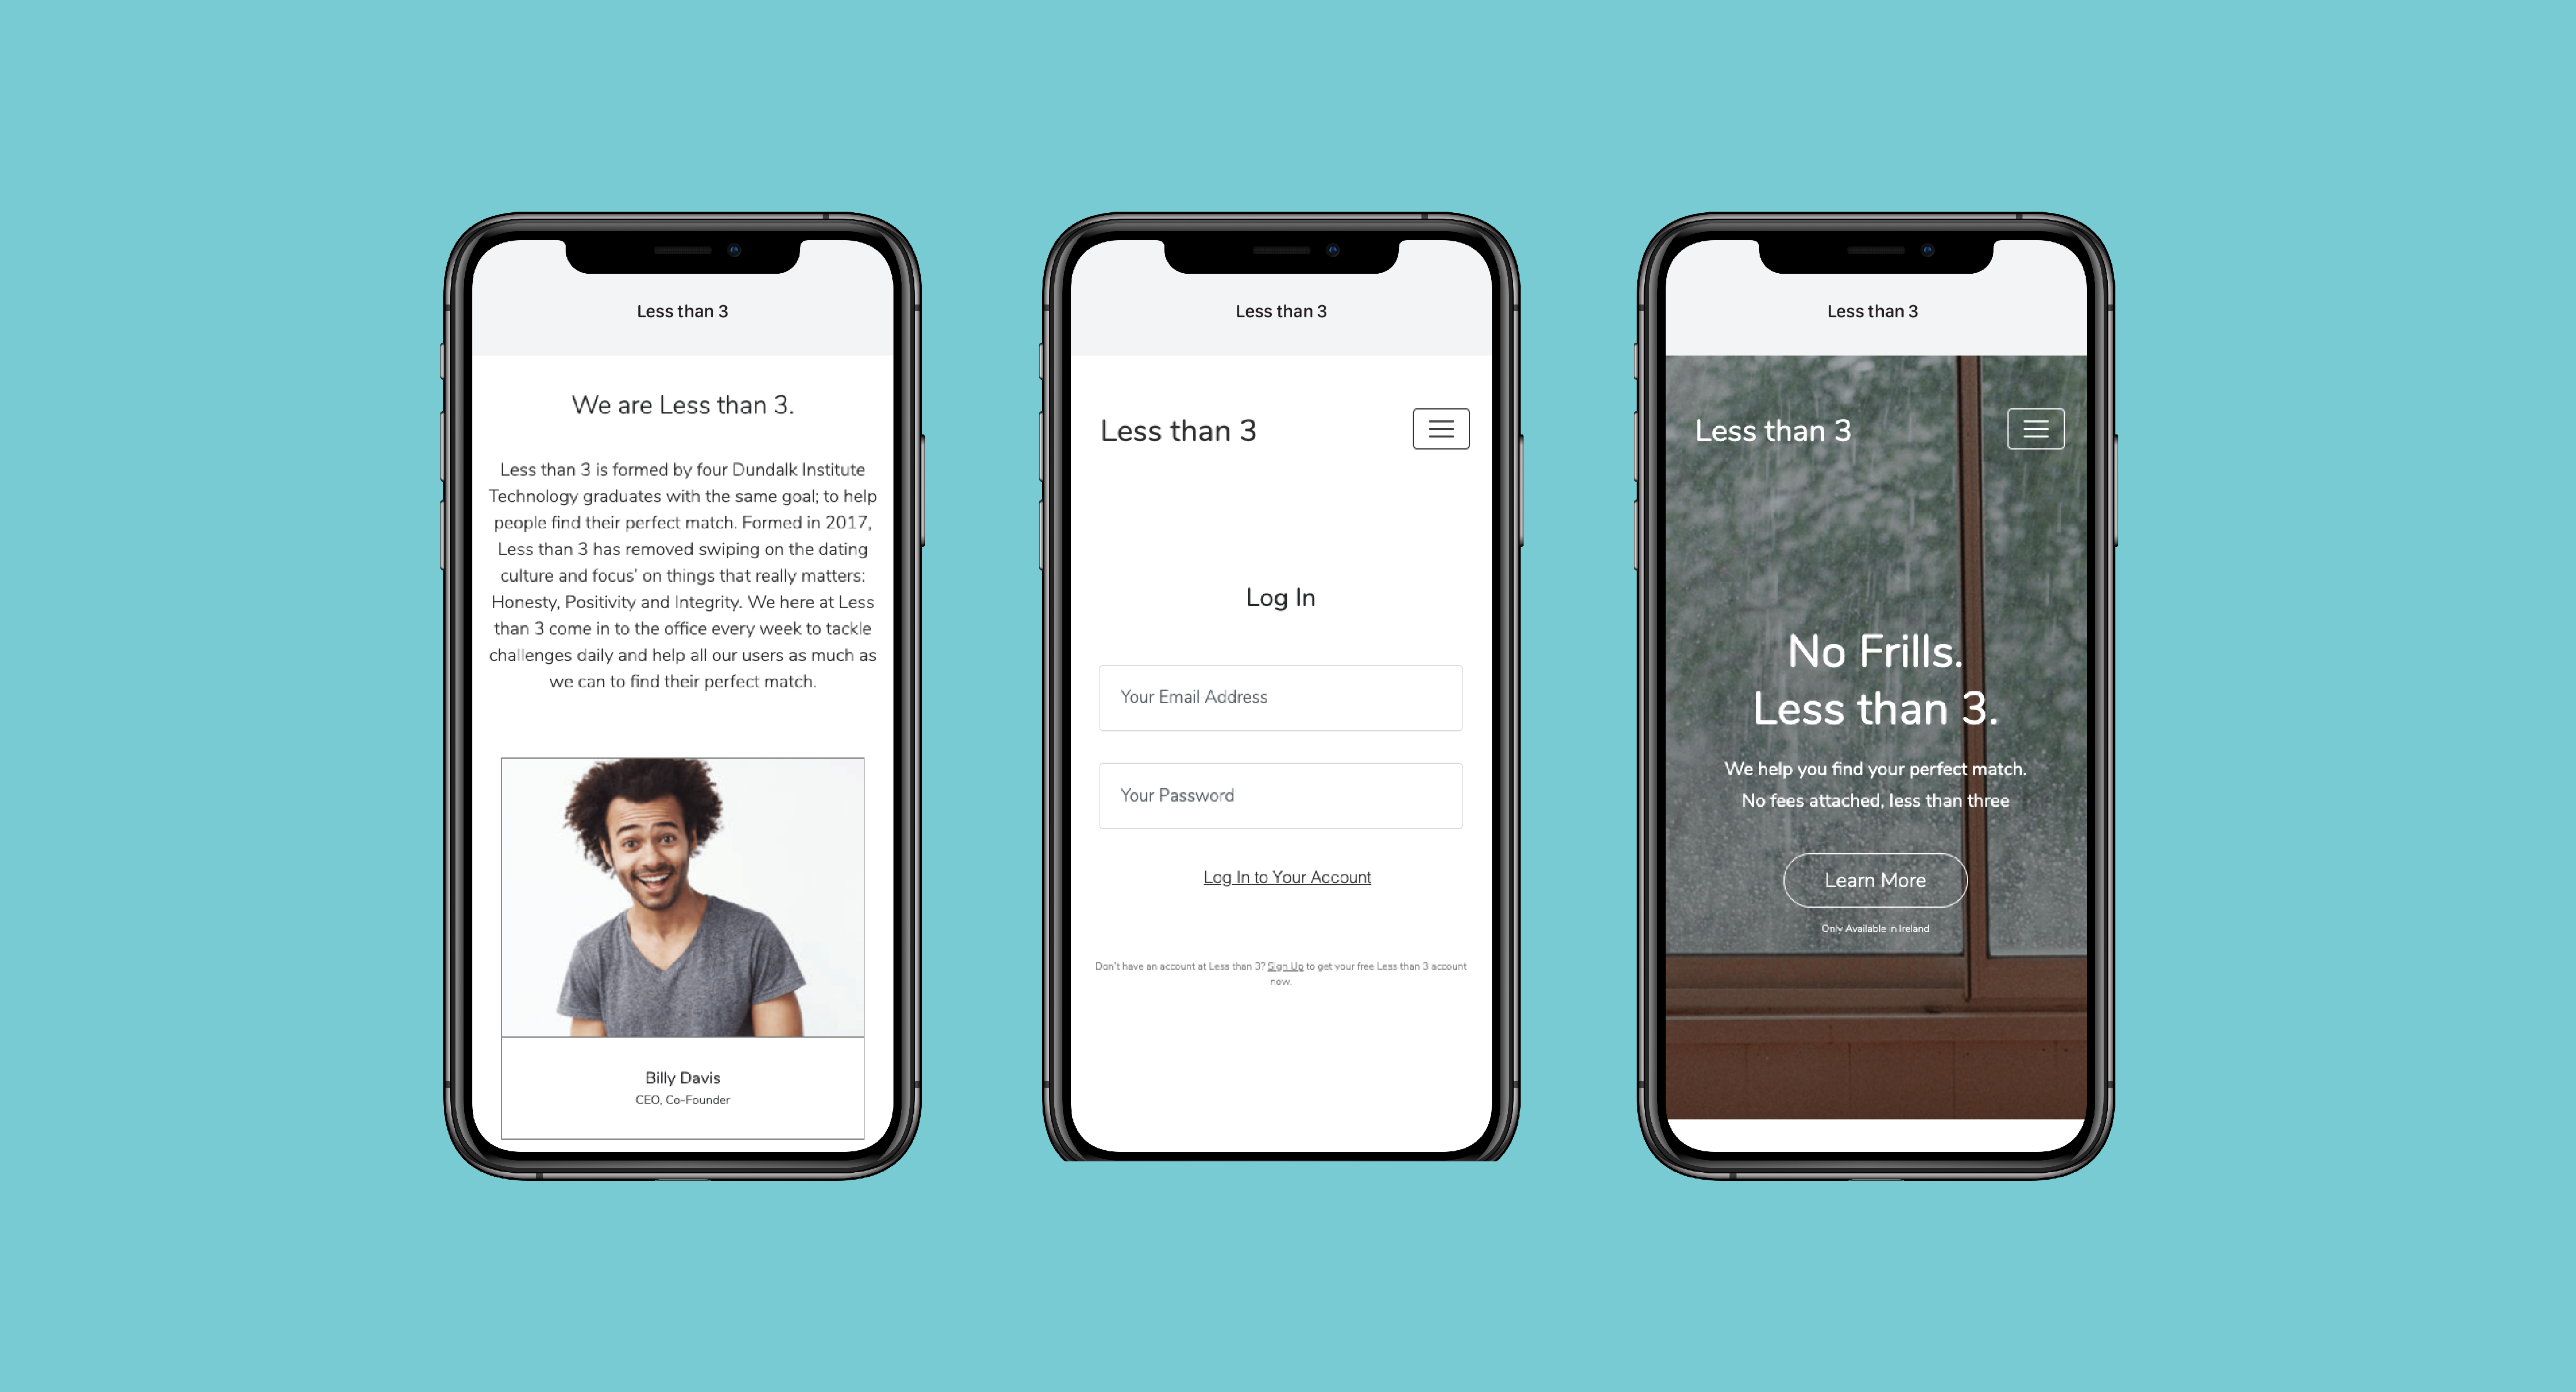 Less than 3
We are Less than 3.
Less than 3 is formed by four Dundalk Institute
Technology graduates with the same goal; to help
people find their perfect match. Formed in 2017,
Less than 3 has removed swiping on the dating
culture and focus' on things that really matters:
Honesty, Positivity and Integrity. We here at Less
than 3 come in to the office every week to tackle
challenges daily and help all our users as much as
we can to find their perfect match.
Billy Davis
CEO, Co-Founder
Less than 3
Less than 3
Log In
Your Email Address
Your Password
Log In to Your Account
Don't have an account at Less than 3? Sign Up to get your free Less than 3 account
now.
Less than 3
Less than 3
No Frills.
Less than 3.
We help you find your perfect match.
No fees attached, less than three
Learn More
Only Available in Ireland